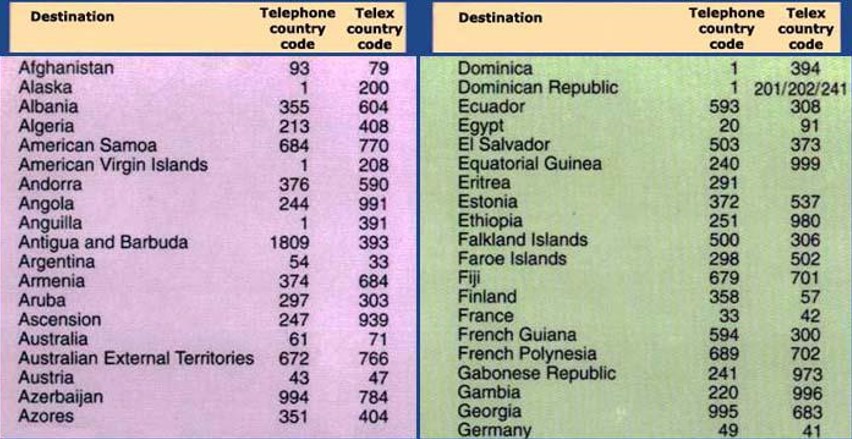 Destination Telephone country code Telex country code
Afghanistan 93 79
Alaska 1 200
Albania 355 604
Algeria 213 408
American Samoa 684 770
American Virgin Islands 1 208
Andorra 376 590
Angola 244 991
Anguilla 1 391
Antigua and Barbuda 1809 393
Argentina 54 33
Armenia 374 684
Aruba 297 303
Ascension 247 939
Australia 61 71
Australian External Territories 672 766
Austria 43 47
Azerbaijan 994 784
Azores 351 404
Destination Telephone country code Telex country code
Dominica 1 394
Dominican Republic 1 201/202/241
Ecuador 593 308
Egypt 20 91
El Salvador 503 373
Equatorial Guinea 240 999
Eritrea 291
Estonia 372 537
Ethiopia 251 980
Falkland Islands 500 306
Faroe Islands 298 502
Fiji 679 701
Finland 358 57
France 33 42
French Guiana 594 300
French Polynesia 689 702
Gabonese Republic 241 973
Gambia 220 996
Georgia 995 683
Germany 49 41